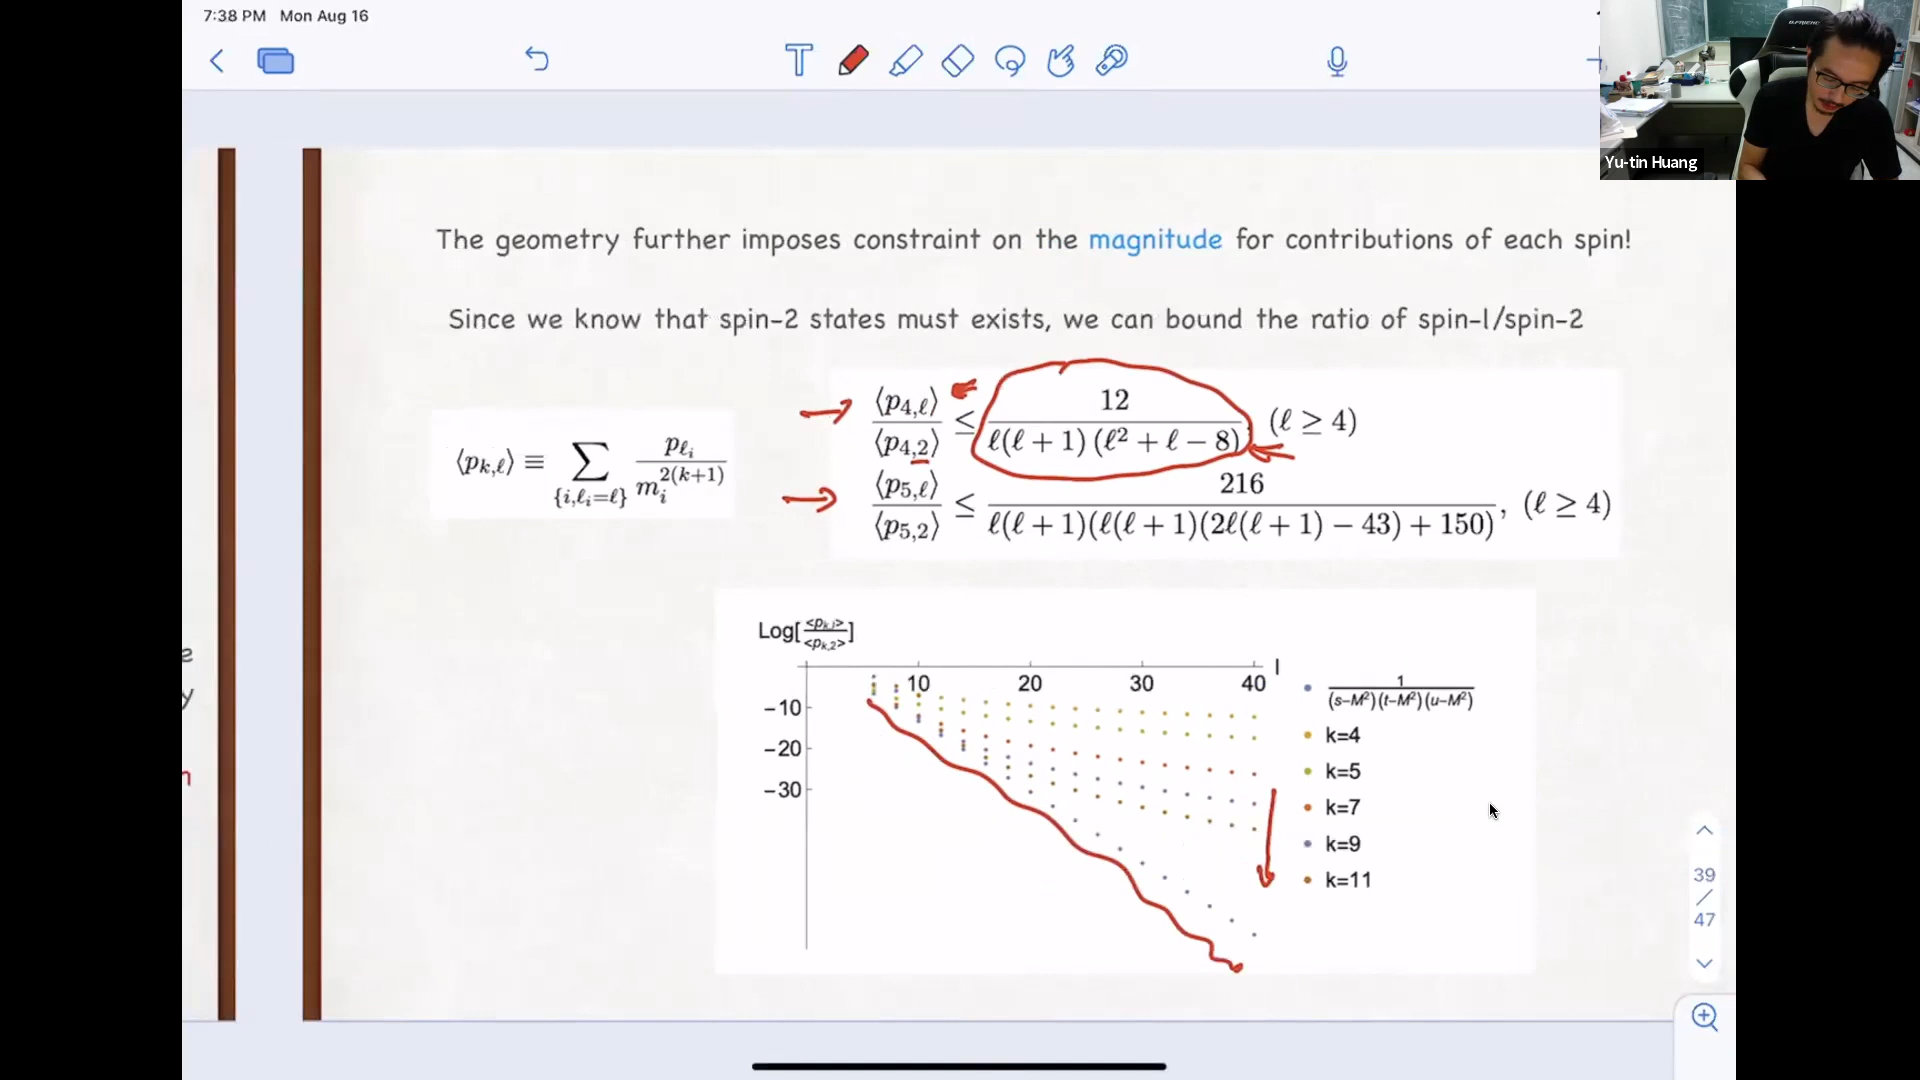 7:38 PM Mon Aug 16
Yu-tin Huang
The geometry further imposes constraint on the magnitude for contributions of each spin!
Since we know that spin-2 states must exists, we can bound the ratio of spin-l/spin-2
⟨p_{k,ℓ}⟩ ≡ ∑_{{i,ℓ_i=ℓ}} p_{ℓ_i} / m_i^{2(k+1)}
⟨p_{4,ℓ}⟩ / ⟨p_{4,2}⟩ ≤ 12 / ℓ(ℓ + 1)(ℓ² + ℓ − 8), (ℓ ≥ 4)
⟨p_{5,ℓ}⟩ / ⟨p_{5,2}⟩ ≤ 216 / ℓ(ℓ + 1)(ℓ(ℓ + 1)(2ℓ(ℓ + 1) − 43) + 150), (ℓ ≥ 4)
Log[<p_{k,l}> / <p_{k,2}>]
l
10 20 30 40
−10
−20
−30
1 / (s−M²)(t−M²)(u−M²)
k=4
k=5
k=7
k=9
k=11
e
y
n
39
/
47